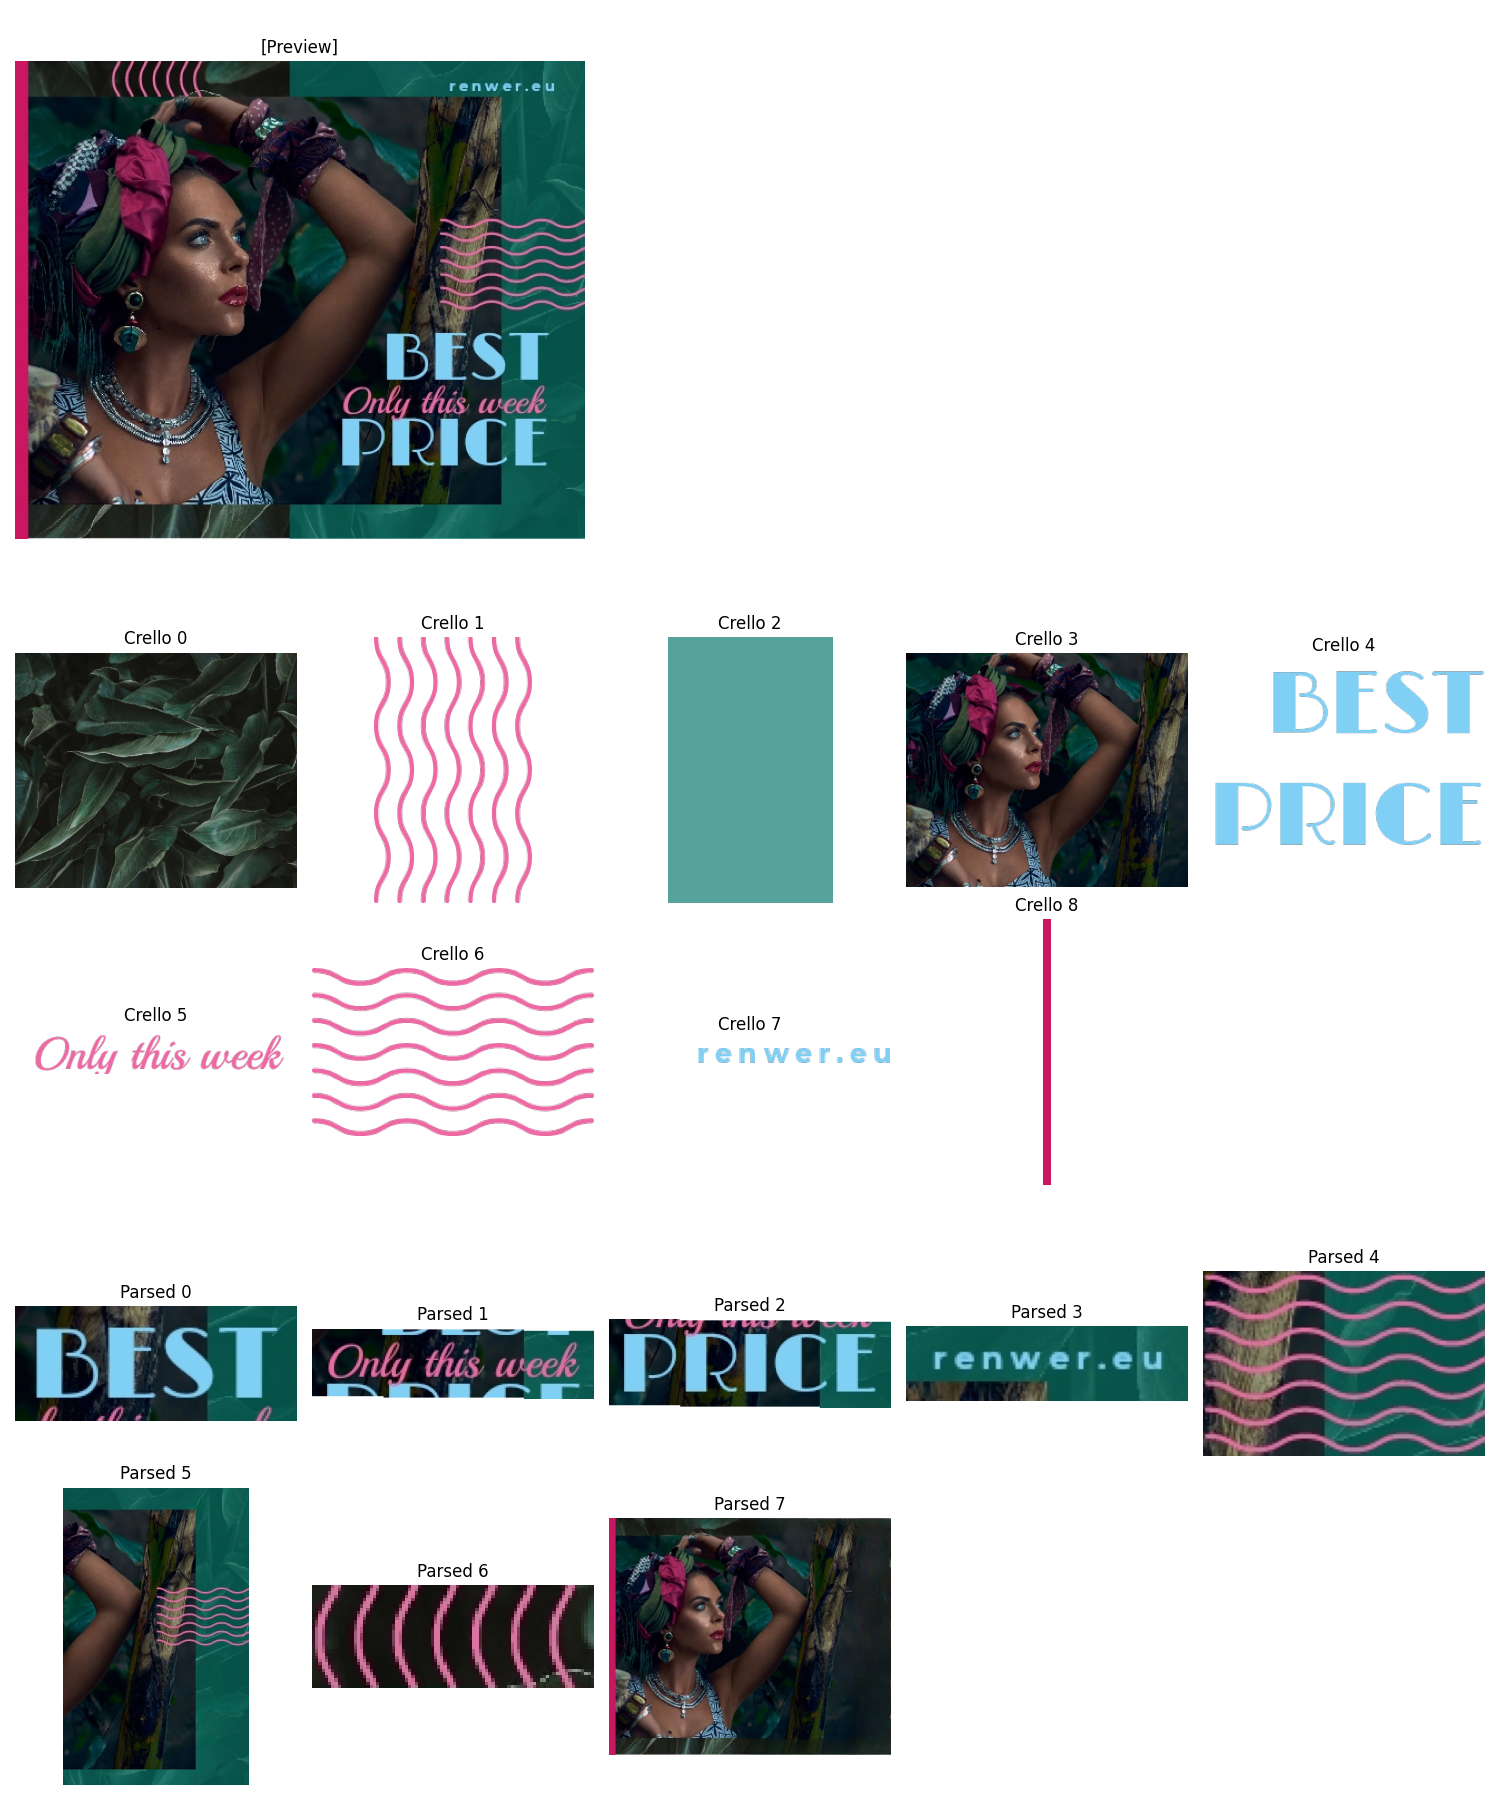 [Preview]
renwer.eu
BEST
Only this week
PRICE
Crello 0
Crello 1
Crello 2
Crello 3
Crello 4
BEST
PRICE
Crello 5
Only this week
Crello 6
Crello 7
renwer.eu
Crello 8
Parsed 0
BEST
Parsed 1
Only this week
Parsed 2
PRICE
Parsed 3
renwer.eu
Parsed 4
Parsed 5
Parsed 6
Parsed 7